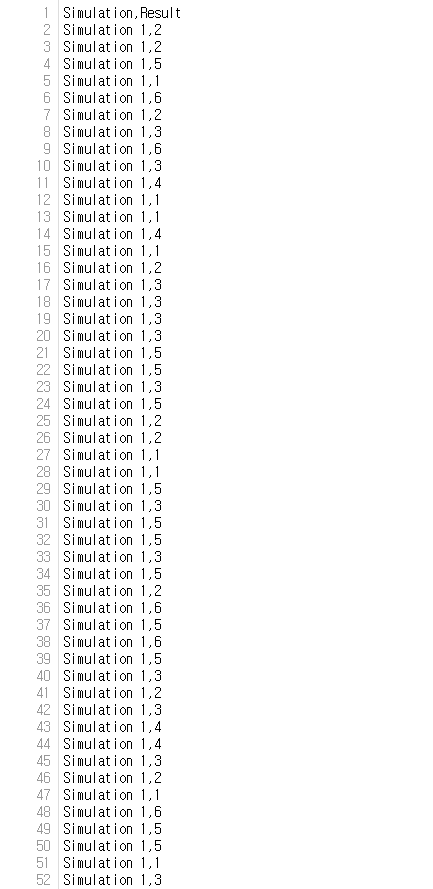 1 Simulation,Result
2 Simulation 1,2
3 Simulation 1,2
4 Simulation 1,5
5 Simulation 1,1
6 Simulation 1,6
7 Simulation 1,2
8 Simulation 1,3
9 Simulation 1,6
10 Simulation 1,3
11 Simulation 1,4
12 Simulation 1,1
13 Simulation 1,1
14 Simulation 1,4
15 Simulation 1,1
16 Simulation 1,2
17 Simulation 1,3
18 Simulation 1,3
19 Simulation 1,3
20 Simulation 1,3
21 Simulation 1,5
22 Simulation 1,5
23 Simulation 1,3
24 Simulation 1,5
25 Simulation 1,2
26 Simulation 1,2
27 Simulation 1,1
28 Simulation 1,1
29 Simulation 1,5
30 Simulation 1,3
31 Simulation 1,5
32 Simulation 1,5
33 Simulation 1,3
34 Simulation 1,5
35 Simulation 1,2
36 Simulation 1,6
37 Simulation 1,5
38 Simulation 1,6
39 Simulation 1,5
40 Simulation 1,3
41 Simulation 1,2
42 Simulation 1,3
43 Simulation 1,4
44 Simulation 1,4
45 Simulation 1,3
46 Simulation 1,2
47 Simulation 1,1
48 Simulation 1,6
49 Simulation 1,5
50 Simulation 1,5
51 Simulation 1,1
52 Simulation 1,3